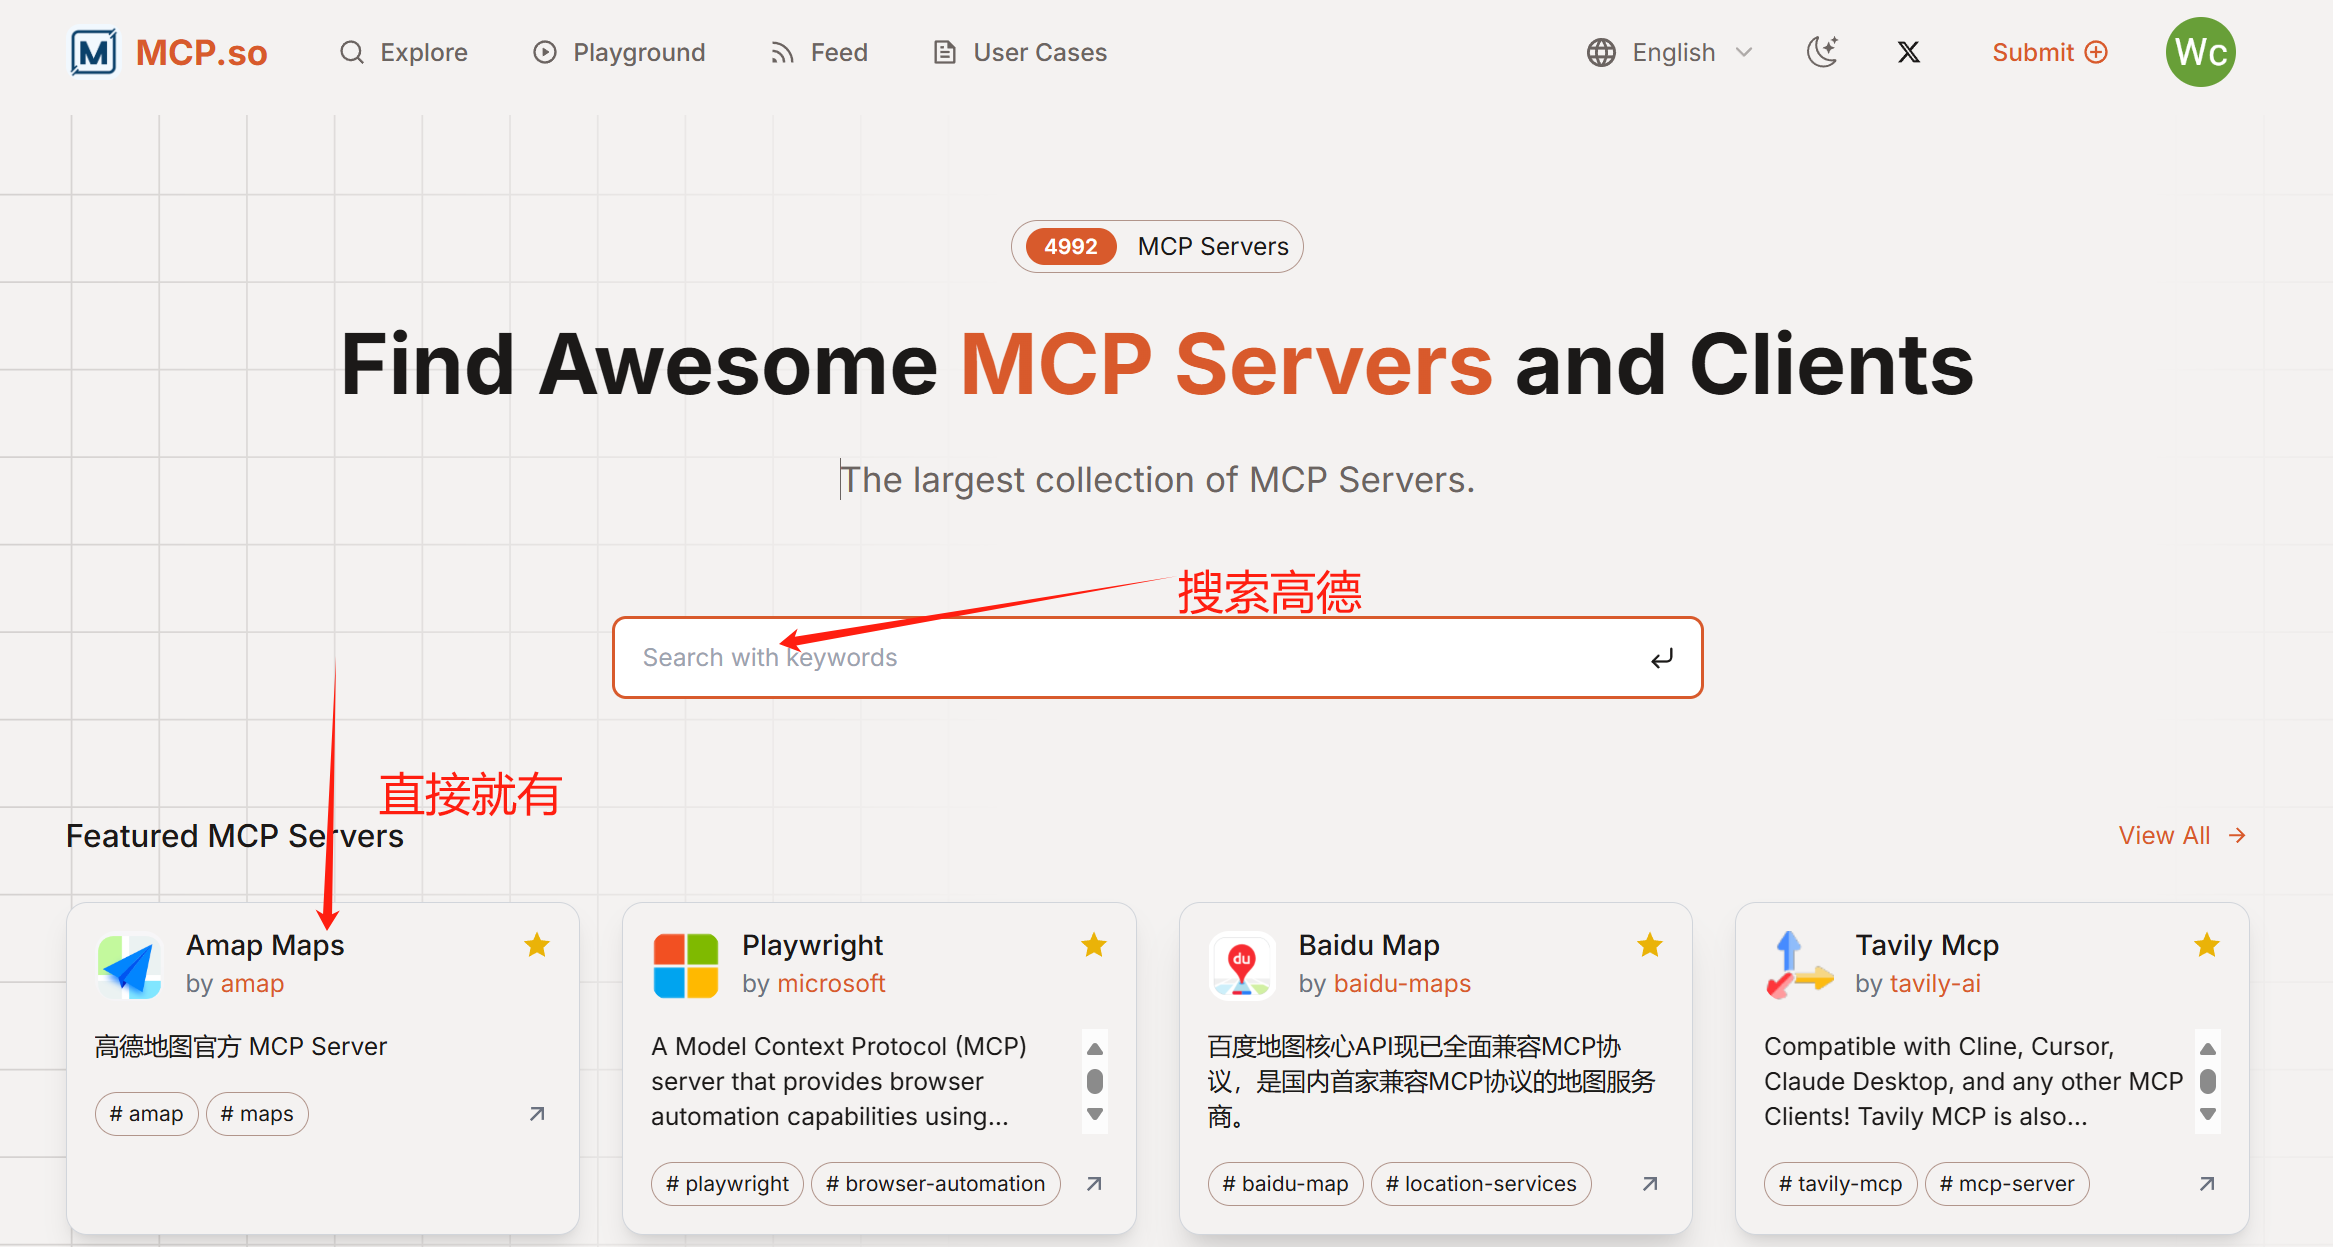 MCP.so
Explore
Playground
Feed
User Cases
English
Submit
Wc
4992 MCP Servers
Find Awesome MCP Servers and Clients
The largest collection of MCP Servers.
搜索高德
Search with keywords
直接就有
Featured MCP Servers
View All
Amap Maps
by amap
高德地图官方 MCP Server
# amap
# maps
Playwright
by microsoft
A Model Context Protocol (MCP)
server that provides browser
automation capabilities using...
# playwright
# browser-automation
du
Baidu Map
by baidu-maps
百度地图核心API现已全面兼容MCP协
议，是国内首家兼容MCP协议的地图服务
商。
# baidu-map
# location-services
Tavily Mcp
by tavily-ai
Compatible with Cline, Cursor,
Claude Desktop, and any other MCP
Clients! Tavily MCP is also...
# tavily-mcp
# mcp-server